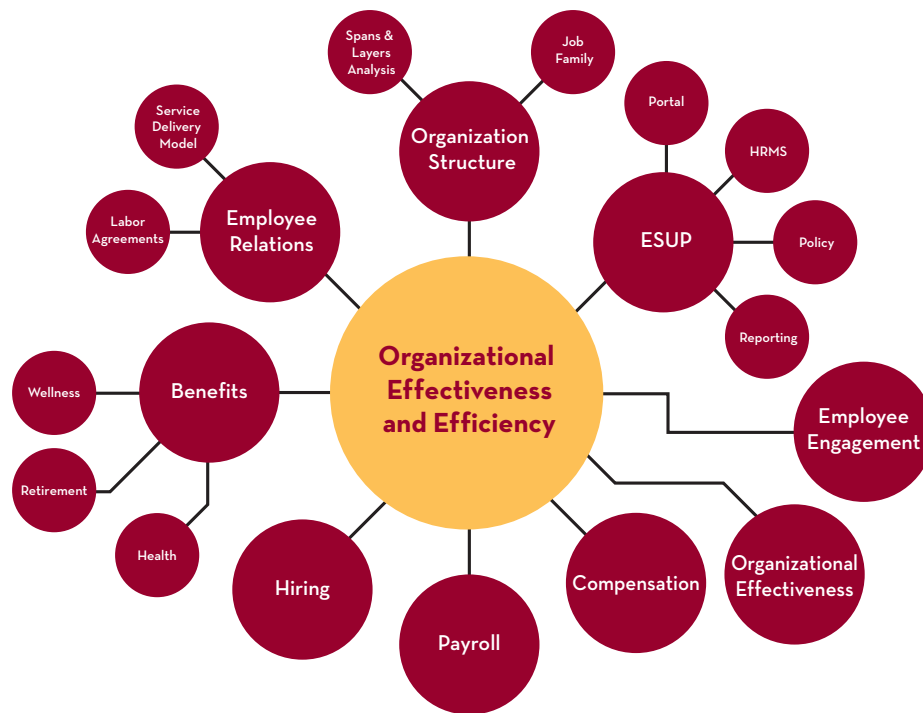 Spans &
Layers
Analysis
Job
Family
Portal
Service
Delivery
Model
Organization
Structure
HRMS
Labor
Agreements
Employee
Relations
ESUP
Policy
Reporting
Organizational
Effectiveness
and Efficiency
Wellness
Benefits
Employee
Engagement
Retirement
Health
Hiring
Payroll
Compensation
Organizational
Effectiveness